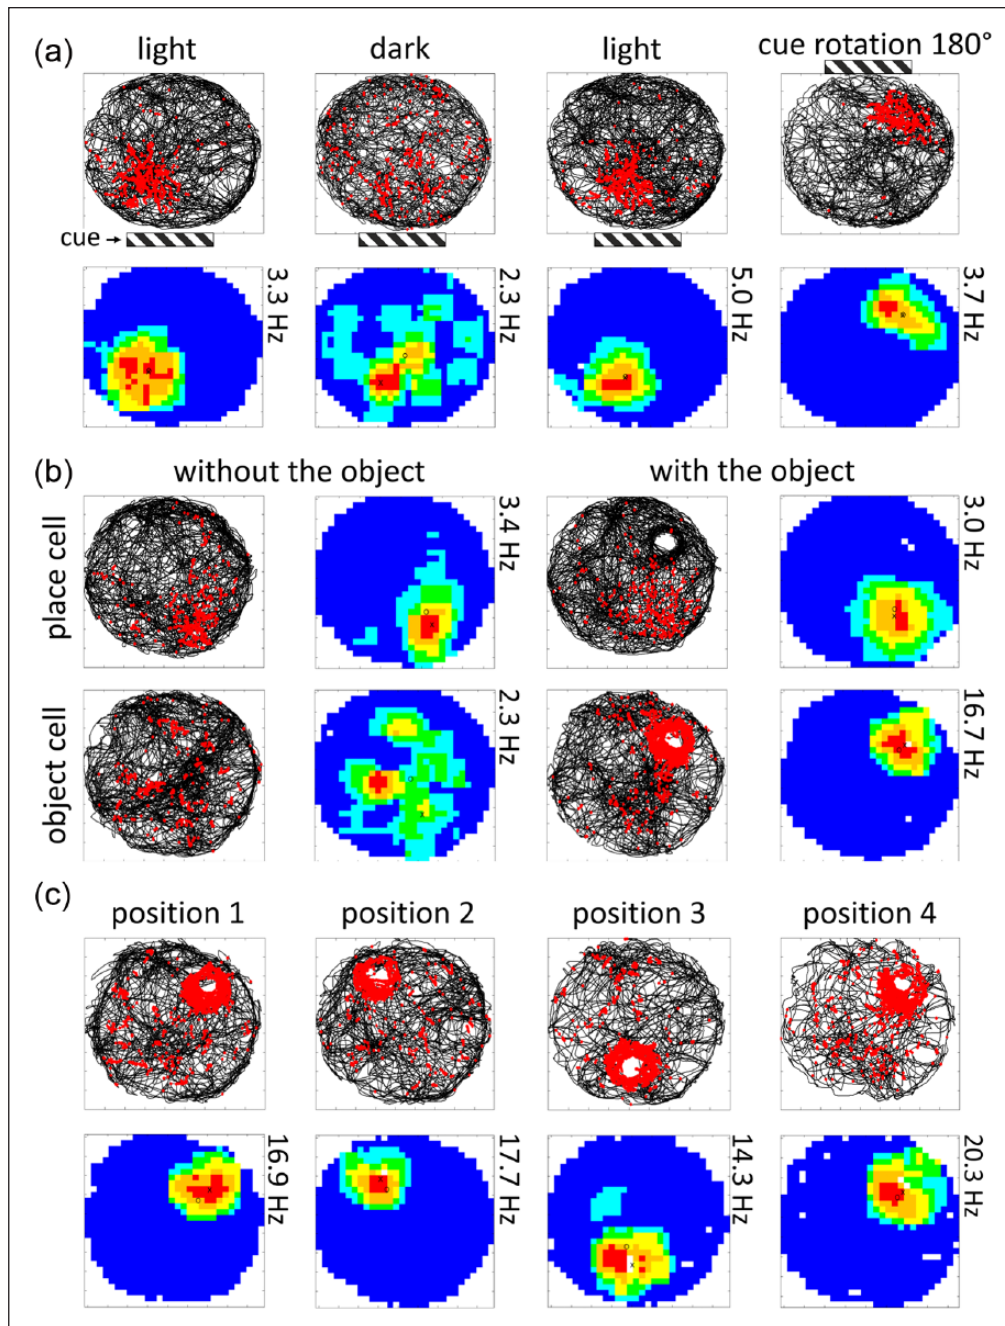 (a)
light
dark
light
cue rotation 180°
cue →
3.3 Hz
2.3 Hz
5.0 Hz
3.7 Hz
(b)
without the object
with the object
place cell
3.4 Hz
3.0 Hz
object cell
2.3 Hz
16.7 Hz
(c)
position 1
position 2
position 3
position 4
16.9 Hz
17.7 Hz
14.3 Hz
20.3 Hz